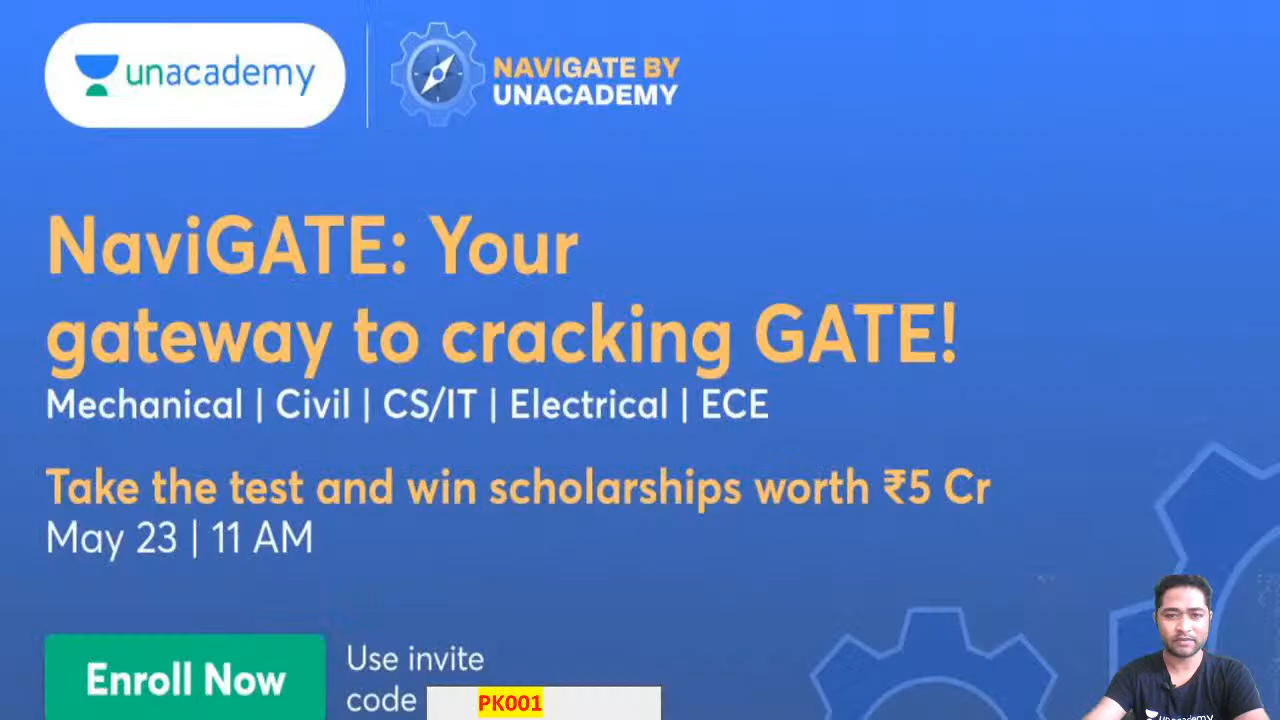 unacademy
NAVIGATE BY
UNACADEMY
NaviGATE: Your
gateway to cracking GATE!
Mechanical | Civil | CS/IT | Electrical | ECE
Take the test and win scholarships worth ₹5 Cr
May 23 | 11 AM
Enroll Now
Use invite
code
PK001
unacademy